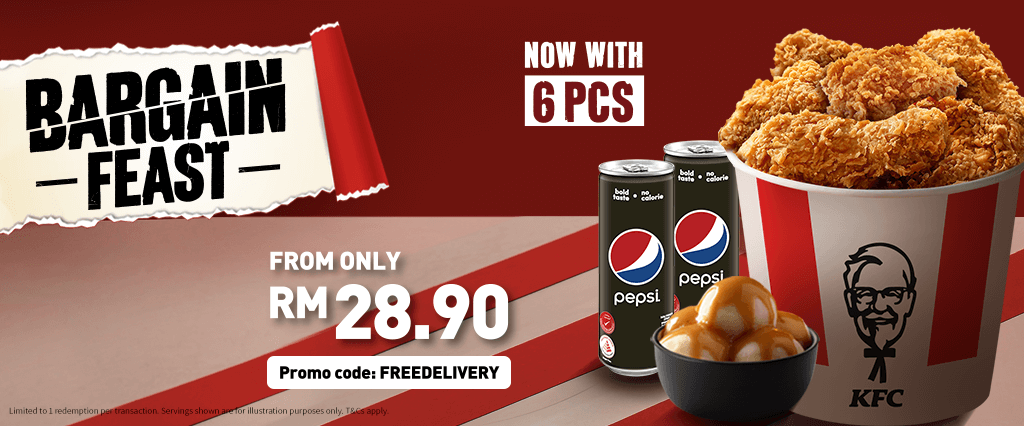 BARGAIN
FEAST
NOW WITH
6 PCS
FROM ONLY
RM 28.90
Promo code: FREEDELIVERY
bold taste • no calorie
pepsi
bold taste • no calorie
pepsi
KFC
Limited to 1 redemption per transaction. Servings shown are for illustration purposes only. T&Cs apply.